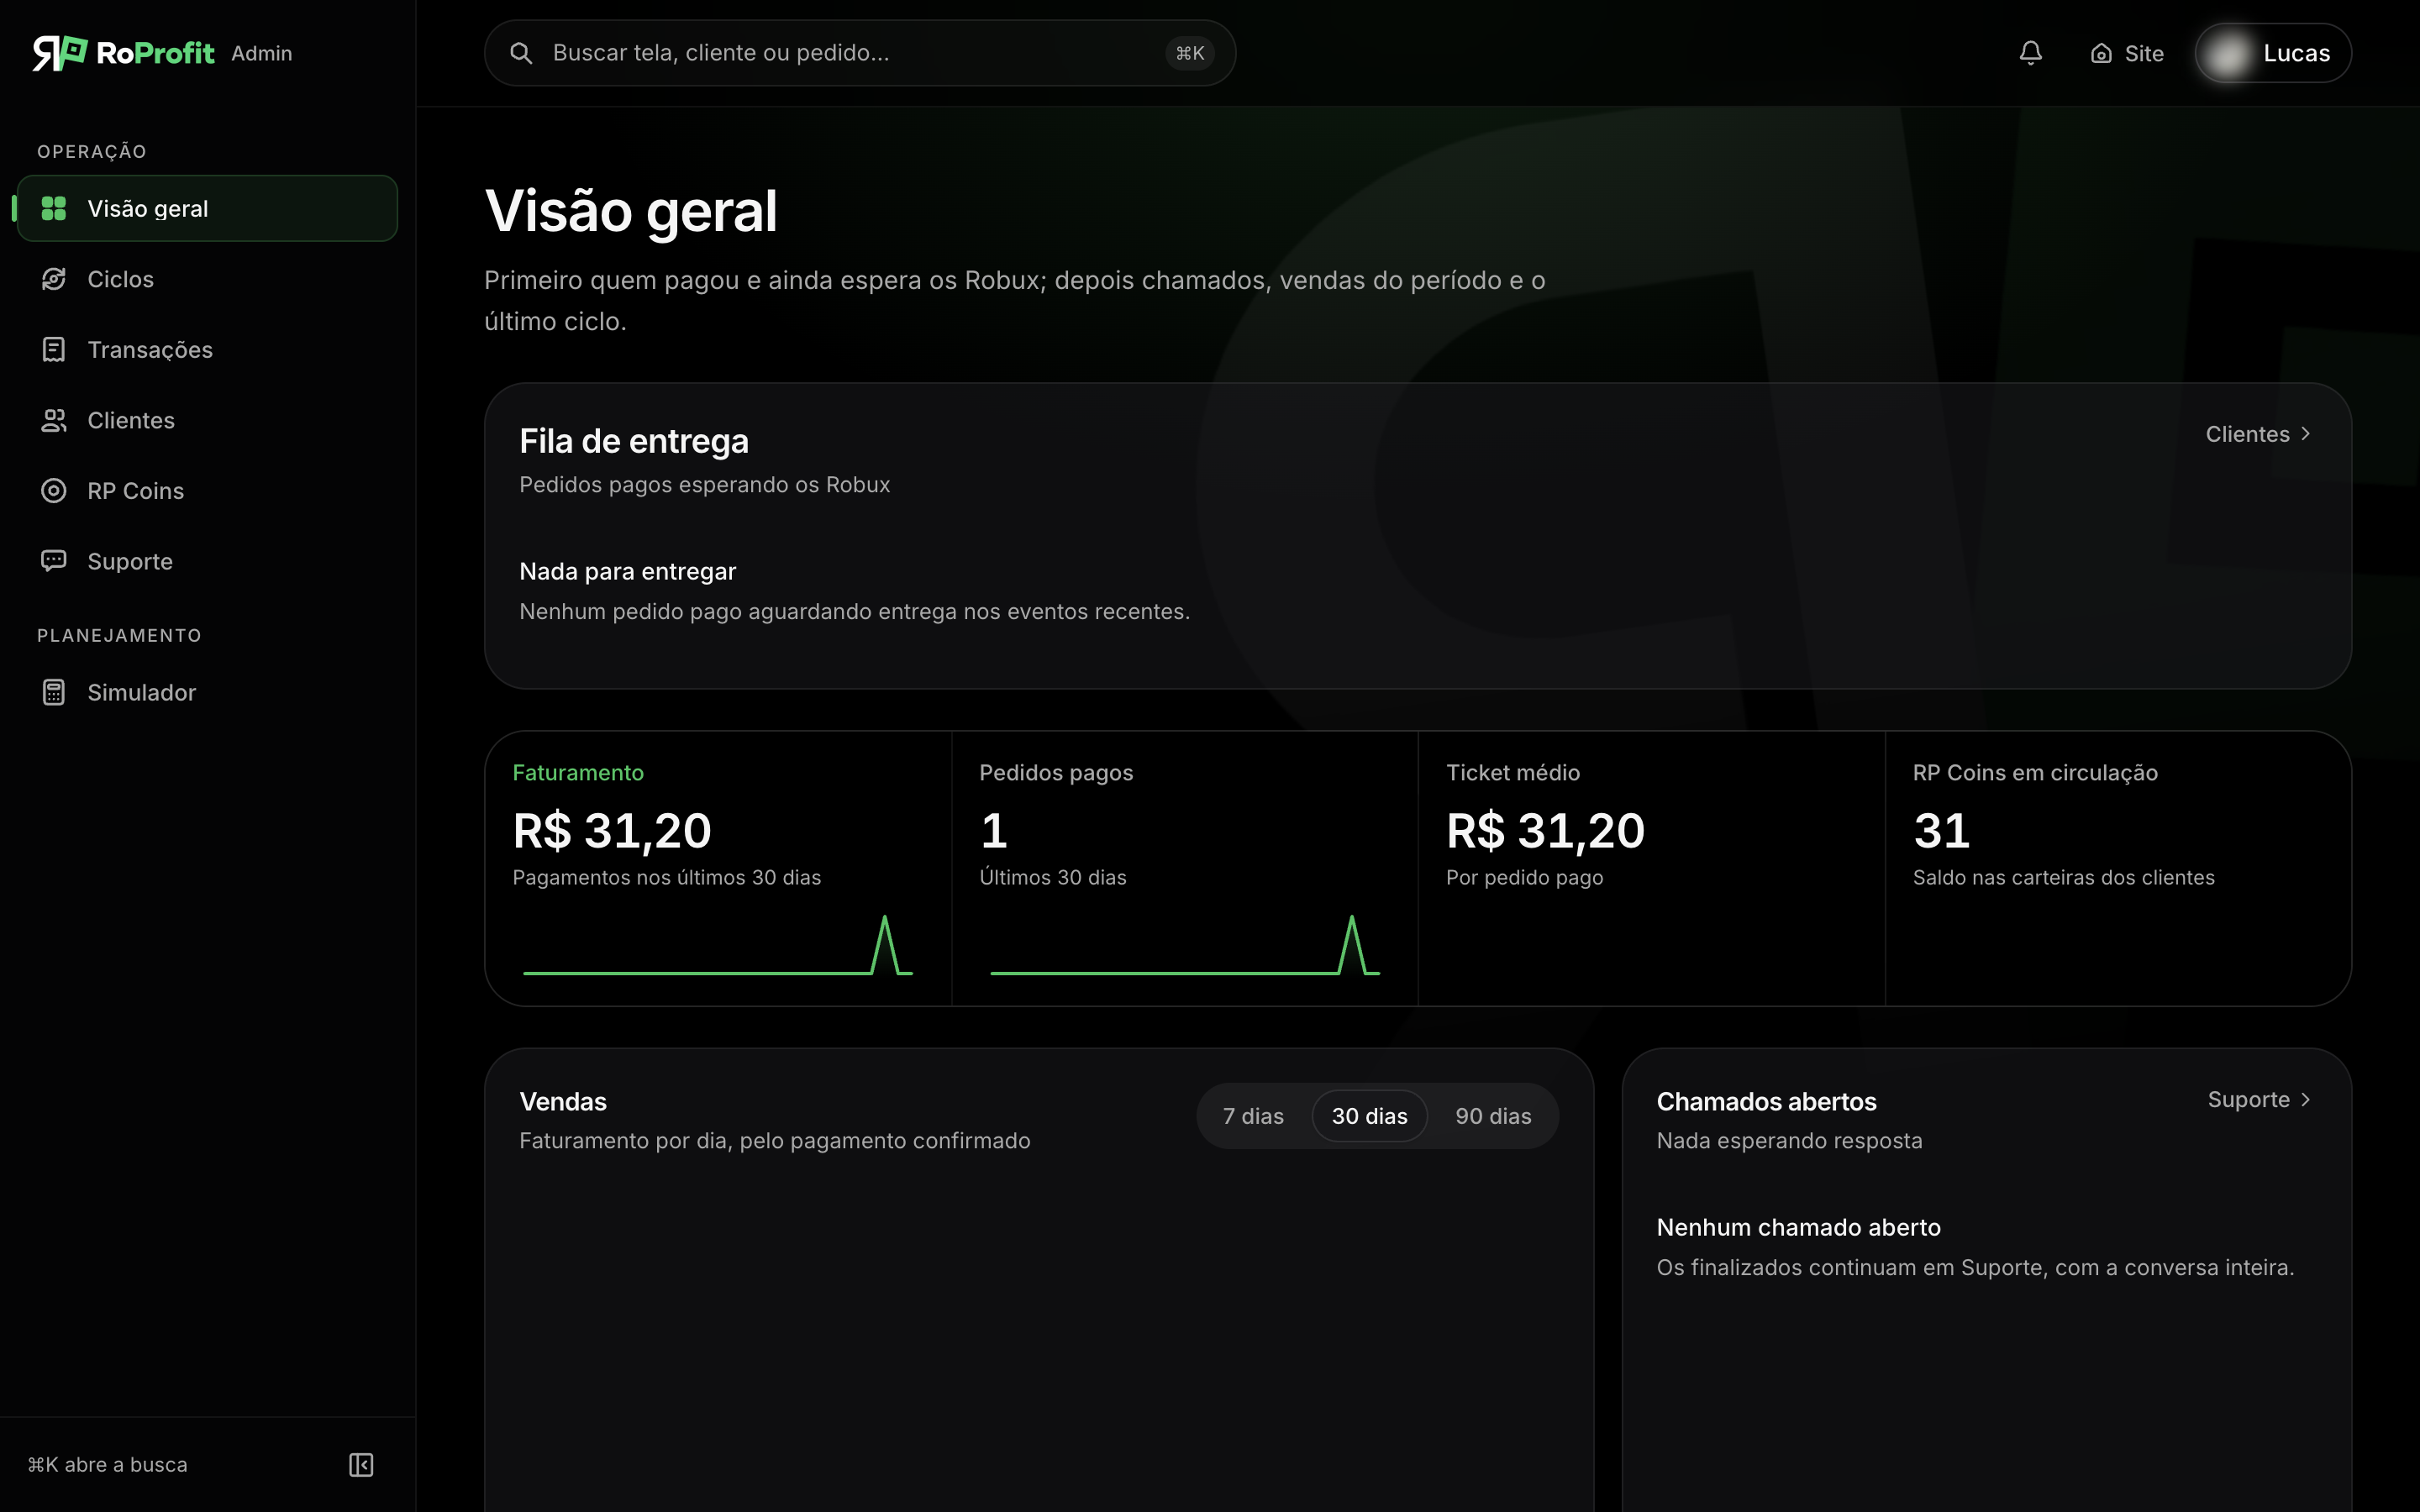 RoProfit Admin
Buscar tela, cliente ou pedido...
⌘K
Site
Lucas
OPERAÇÃO
Visão geral
Ciclos
Transações
Clientes
RP Coins
Suporte
PLANEJAMENTO
Simulador
⌘K abre a busca
Visão geral
Primeiro quem pagou e ainda espera os Robux; depois chamados, vendas do período e o
último ciclo.
Fila de entrega
Clientes
Pedidos pagos esperando os Robux
Nada para entregar
Nenhum pedido pago aguardando entrega nos eventos recentes.
Faturamento
R$ 31,20
Pagamentos nos últimos 30 dias
Pedidos pagos
1
Últimos 30 dias
Ticket médio
R$ 31,20
Por pedido pago
RP Coins em circulação
31
Saldo nas carteiras dos clientes
Vendas
Faturamento por dia, pelo pagamento confirmado
7 dias
30 dias
90 dias
Chamados abertos
Suporte
Nada esperando resposta
Nenhum chamado aberto
Os finalizados continuam em Suporte, com a conversa inteira.